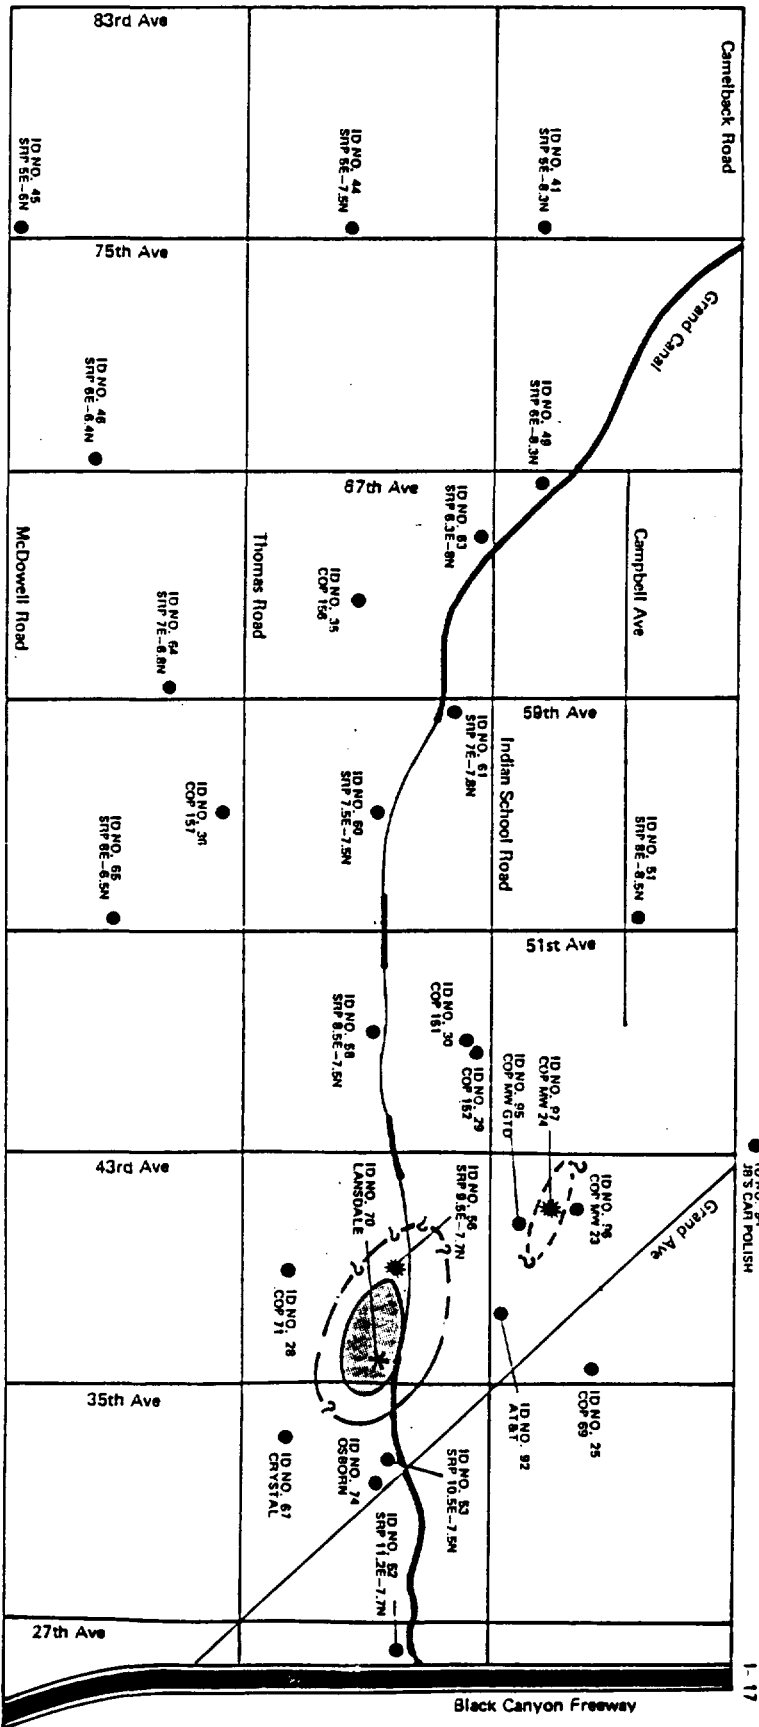 83rd Ave
Camelback Road
ID NO. 45
SRP 5E-6N
ID NO. 44
SRP 5E-7.5N
ID NO. 41
SRP 5E-8.3N
75th Ave
Grand Canal
ID NO. 46
SRP 6E-6.4N
ID NO. 49
SRP 6E-8.3N
67th Ave
ID NO. 63
SRP 6.3E-8N
McDowell Road
Thomas Road
Campbell Ave
ID NO. 35
COP 156
ID NO. 64
SRP 7E-6.8N
59th Ave
ID NO. 61
SRP 7E-7.8N
Indian School Road
ID NO. 36
COP 157
ID NO. 60
SRP 7.5E-7.5N
ID NO. 65
SRP 8E-6.5N
ID NO. 51
SRP 8E-8.5N
51st Ave
ID NO. 30
COP 151
ID NO. 58
SRP 8.5E-7.5N
ID NO. 29
COP 152
ID NO. 95
COP MW GTD
ID NO. 97
COP MW 24
43rd Ave
JB'S CAR POLISH
ID NO. 70
LANSDALE
ID NO. 56
SRP 9.5E-7.7N
?
ID NO. 96
COP MW 23
Grand Ave
?
?
?
ID NO. 28
COP 71
?
35th Ave
ID NO. 92
AT&T
ID NO. 25
COP 69
ID NO. 67
CRYSTAL
ID NO. 74
OSBORN
ID NO. 53
SRP 10.5E-7.5N
ID NO. 52
SRP 11.2E-7.7N
27th Ave
1-17
Black Canyon Freeway